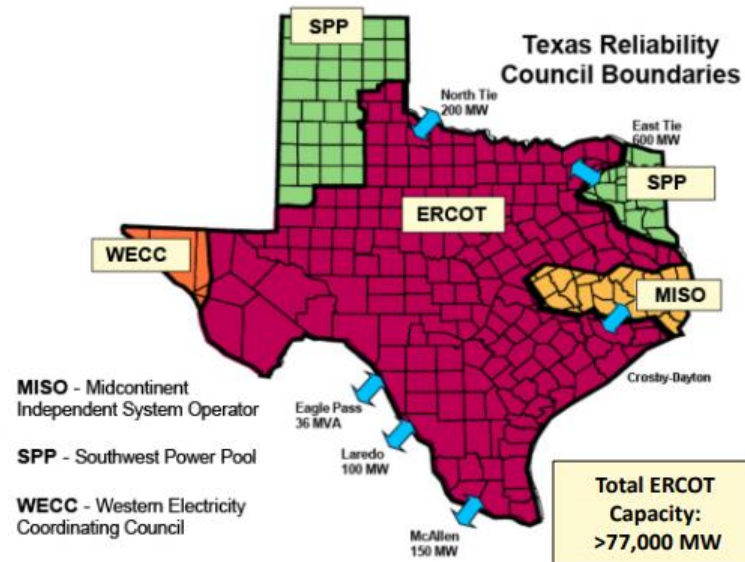 SPP
Texas Reliability
Council Boundaries
North Tie
200 MW
East Tie
600 MW
SPP
ERCOT
WECC
MISO
Crosby-Dayton
MISO - Midcontinent
Independent System Operator
Eagle Pass
36 MVA
SPP - Southwest Power Pool
Laredo
100 MW
WECC - Western Electricity
Coordinating Council
McAllen
150 MW
Total ERCOT
Capacity:
>77,000 MW